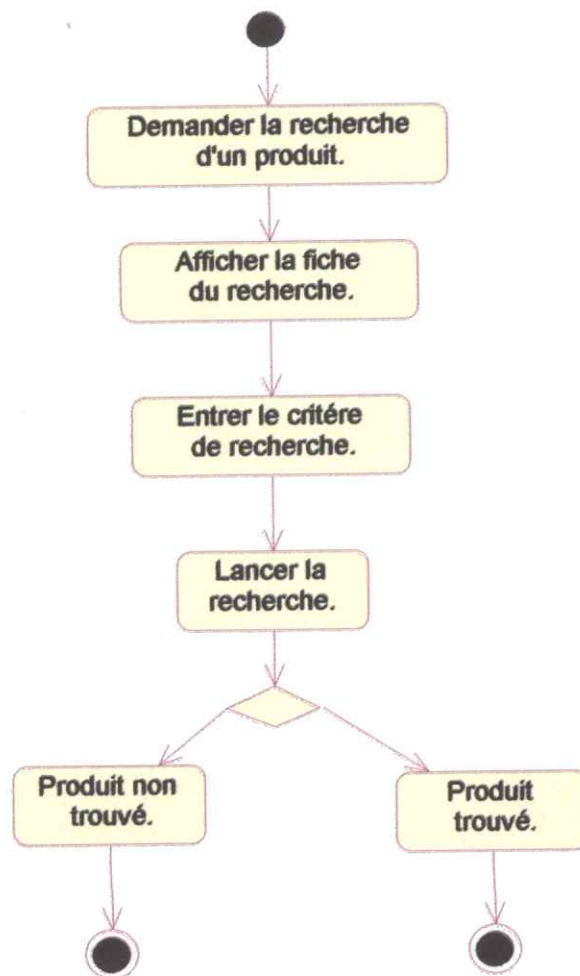 Demander la recherche
d'un produit.
Afficher la fiche
du recherche.
Entrer le critére
de recherche.
Lancer la
recherche.
Produit non
trouvé.
Produit
trouvé.